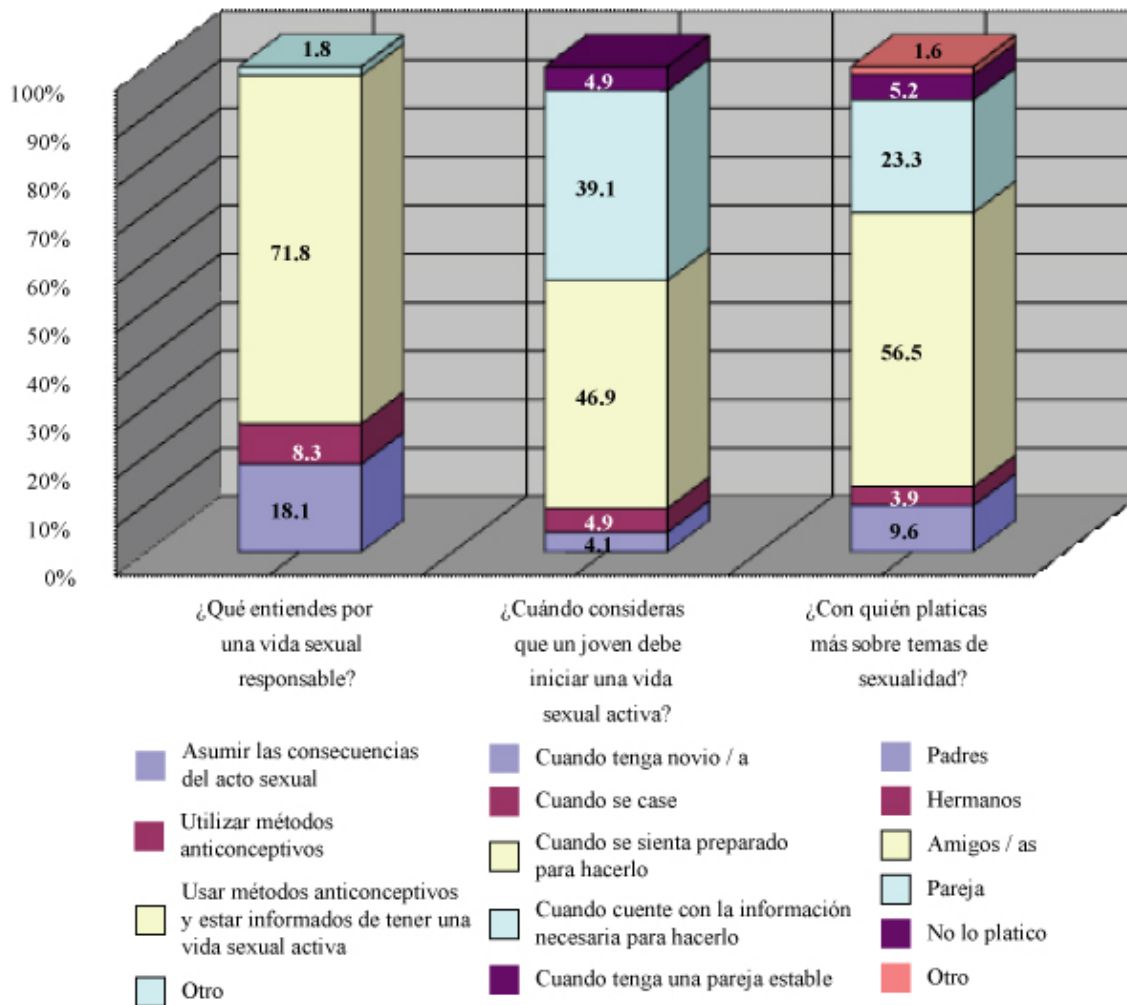 100%
90%
80%
70%
60%
50%
40%
30%
20%
10%
0%
1.8
71.8
8.3
18.1
4.9
39.1
46.9
4.9
4.1
1.6
5.2
23.3
56.5
3.9
9.6
¿Qué entiendes por
una vida sexual
responsable?
¿Cuándo consideras
que un joven debe
iniciar una vida
sexual activa?
¿Con quién platicas
más sobre temas de
sexualidad?
Asumir las consecuencias
del acto sexual
Utilizar métodos
anticonceptivos
Usar métodos anticonceptivos
y estar informados de tener una
vida sexual activa
Otro
Cuando tenga novio / a
Cuando se case
Cuando se sienta preparado
para hacerlo
Cuando cuente con la información
necesaria para hacerlo
Cuando tenga una pareja estable
Padres
Hermanos
Amigos / as
Pareja
No lo platico
Otro